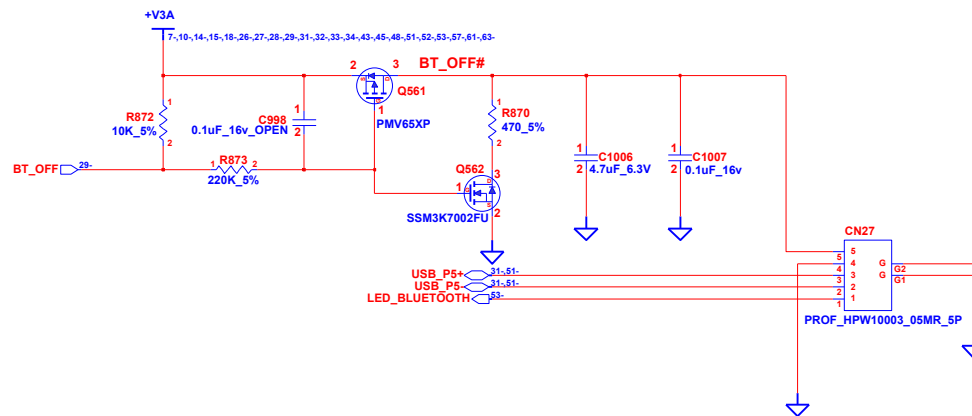 +V3A
7-,10-,14-,15-,18-,26-,27-,28-,29-,31-,32-,33-,34-,43-,45-,48-,51-,52-,53-,57-,61-,63-
2
3
BT_OFF#
S
D
G
Q561
1
PMV65XP
1
R872
10K_5%
2
C998
1
0.1uF_16v_OPEN
2
1
R870
470_5%
2
BT_OFF
29-
1
R873
2
220K_5%
Q562
3
1
D
G
S
2
SSM3K7002FU
1
C1006
2
4.7uF_6.3V
1
C1007
2
0.1uF_16v
CN27
USB_P5+
31-,51-
USB_P5-
31-,51-
LED_BLUETOOTH
53-
5
5
4
4
3
3
2
2
1
1
G
G2
G
G1
PROF_HPW10003_05MR_5P